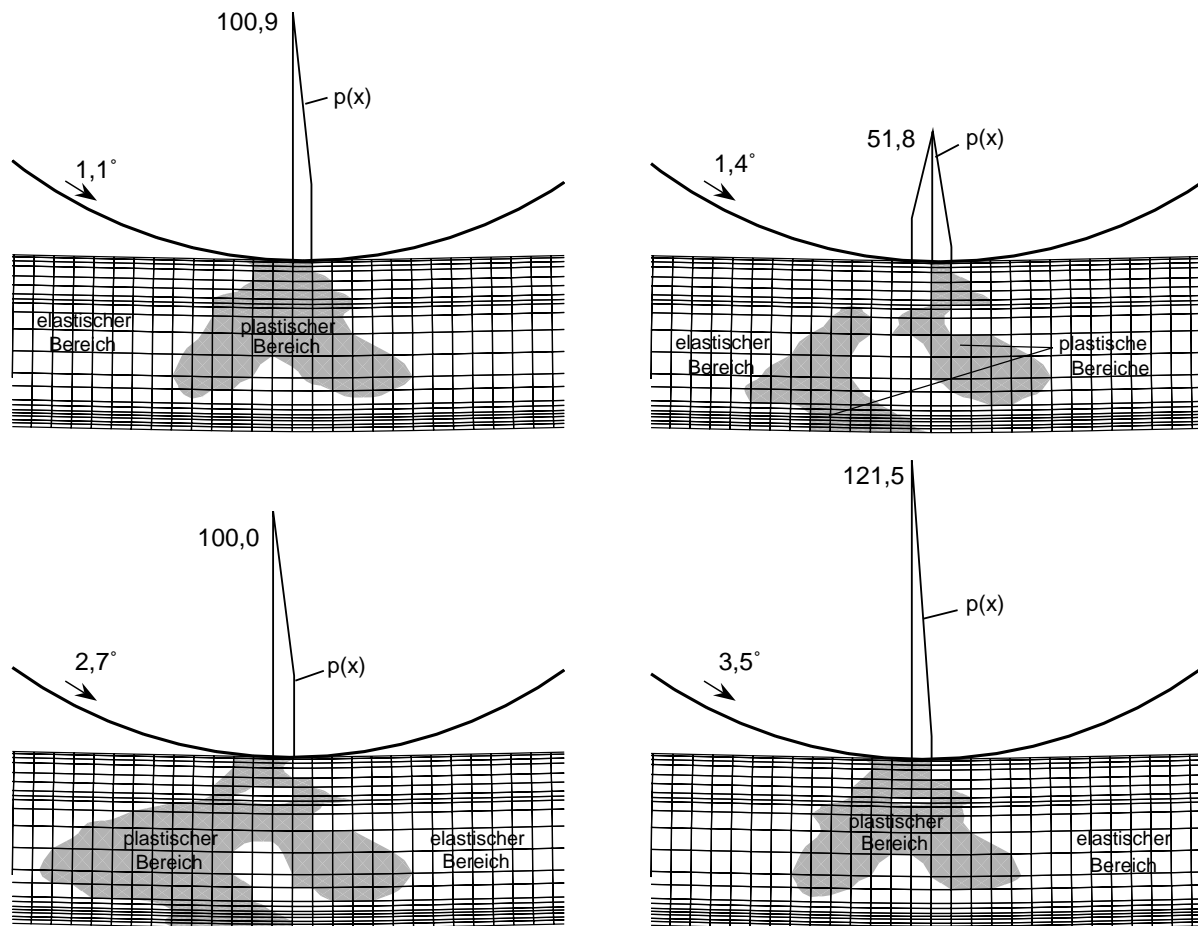 100,9
p(x)
1,1°
elastischer
Bereich
plastischer
Bereich
51,8
p(x)
1,4°
elastischer
Bereich
plastische
Bereiche
100,0
p(x)
2,7°
plastischer
Bereich
elastischer
Bereich
121,5
p(x)
3,5°
plastischer
Bereich
elastischer
Bereich